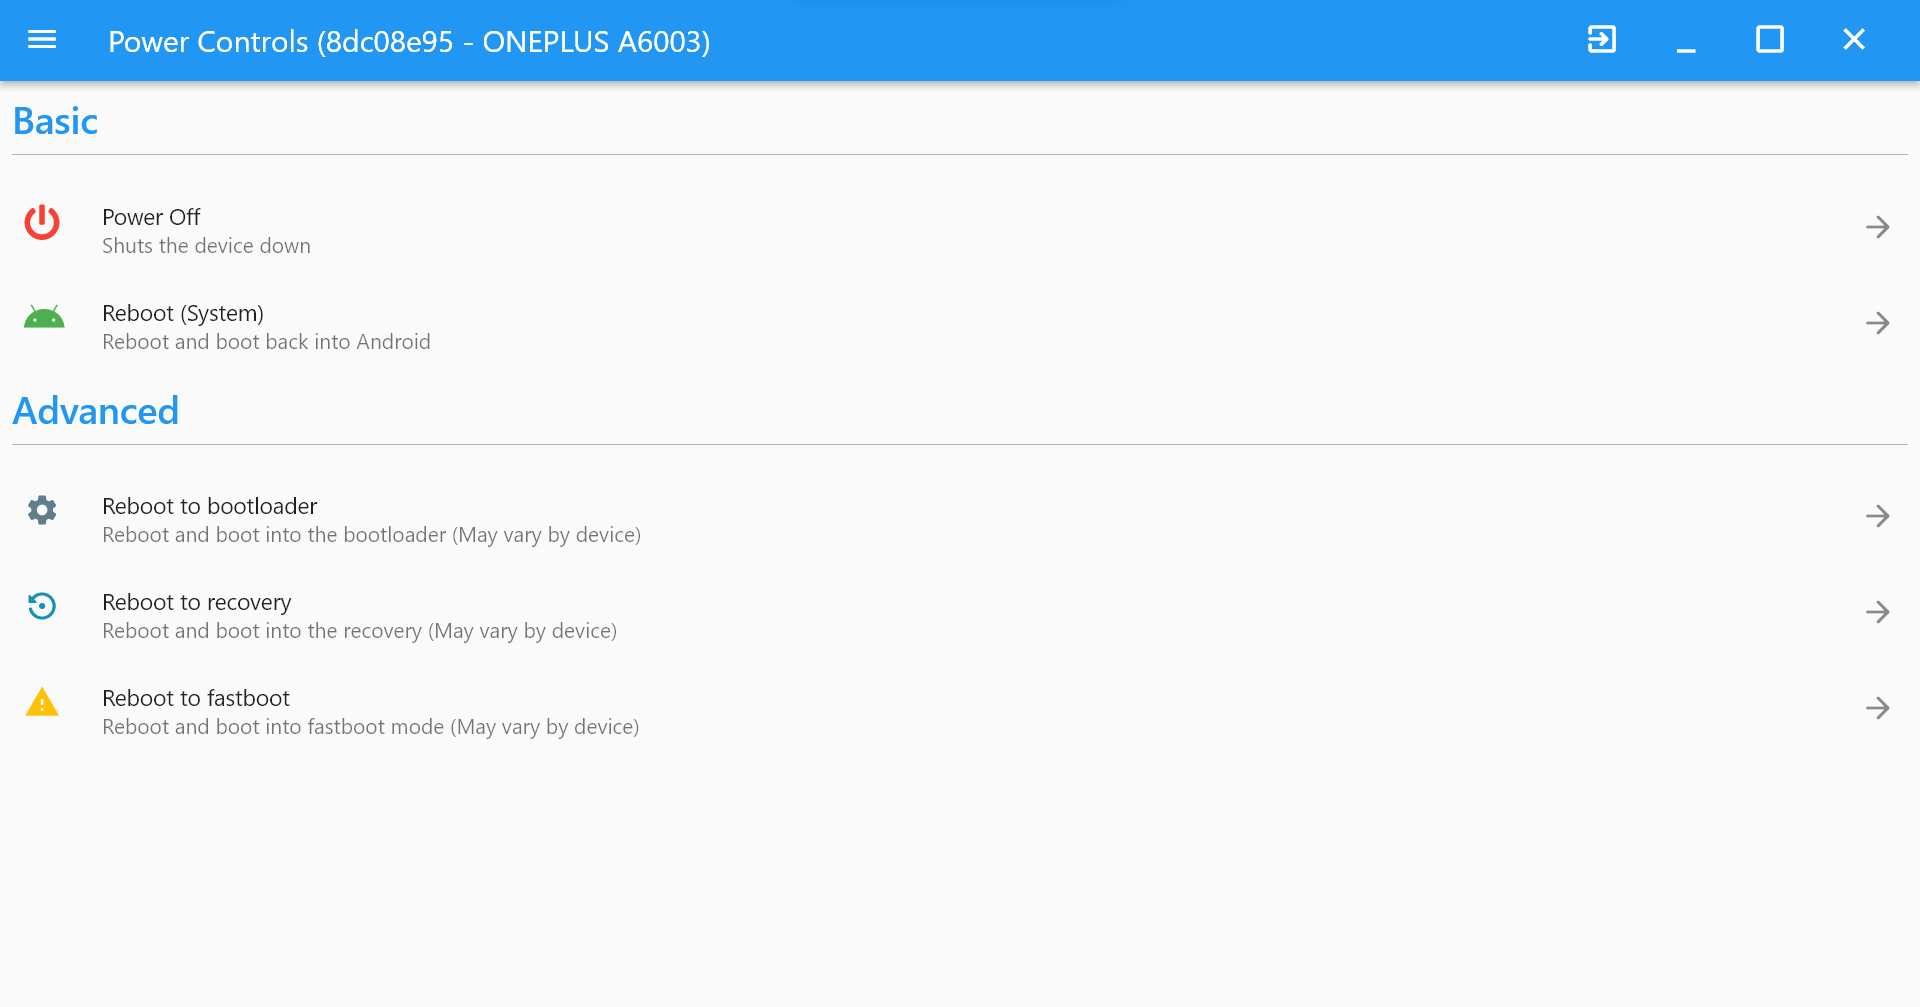 Power Controls (8dc08e95 - ONEPLUS A6003)
Basic
Power Off
Shuts the device down
Reboot (System)
Reboot and boot back into Android
Advanced
Reboot to bootloader
Reboot and boot into the bootloader (May vary by device)
Reboot to recovery
Reboot and boot into the recovery (May vary by device)
Reboot to fastboot
Reboot and boot into fastboot mode (May vary by device)